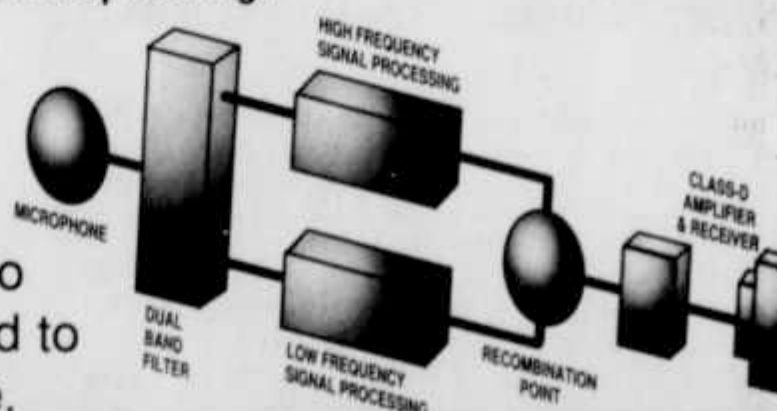 HIGH FREQUENCY
SIGNAL PROCESSING
CLASS-D
AMPLIFIER
& RECEIVER
MICROPHONE
d to
DUAL
BAND
FILTER
LOW FREQUENCY
SIGNAL PROCESSING
RECOMBINATION
POINT